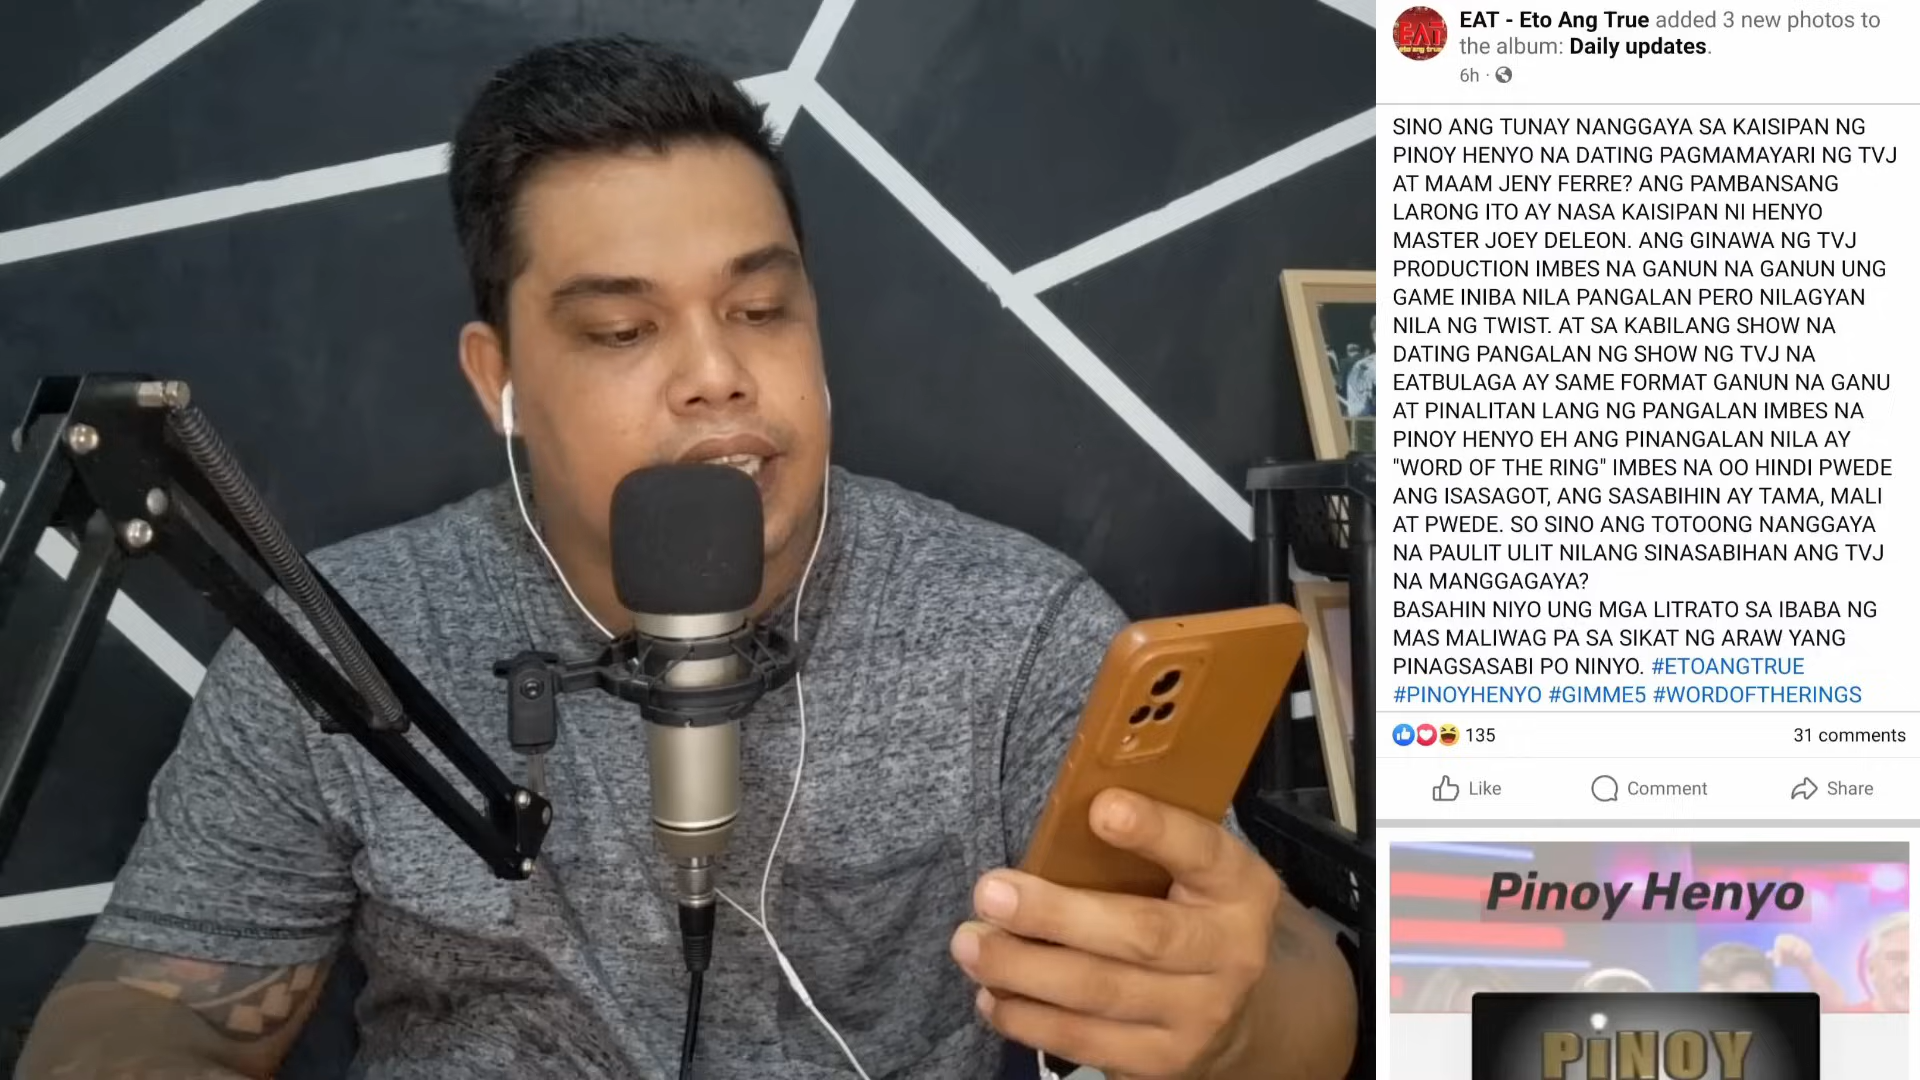 EAT - Eto Ang True added 3 new photos to
the album: Daily updates.
6h ·
SINO ANG TUNAY NANGGAYA SA KAISIPAN NG
PINOY HENYO NA DATING PAGMAMAYARI NG TVJ
AT MAAM JENY FERRE? ANG PAMBANSANG
LARONG ITO AY NASA KAISIPAN NI HENYO
MASTER JOEY DELEON. ANG GINAWA NG TVJ
PRODUCTION IMBES NA GANUN NA GANUN UNG
GAME INIBA NILA PANGALAN PERO NILAGYAN
NILA NG TWIST. AT SA KABILANG SHOW NA
DATING PANGALAN NG SHOW NG TVJ NA
EATBULAGA AY SAME FORMAT GANUN NA GANU
AT PINALITAN LANG NG PANGALAN IMBES NA
PINOY HENYO EH ANG PINANGALAN NILA AY
"WORD OF THE RING" IMBES NA OO HINDI PWEDE
ANG ISASAGOT, ANG SASABIHIN AY TAMA, MALI
AT PWEDE. SO SINO ANG TOTOONG NANGGAYA
NA PAULIT ULIT NILANG SINASABIHAN ANG TVJ
NA MANGGAGAYA?
BASAHIN NIYO UNG MGA LITRATO SA IBABA NG
MAS MALIWAG PA SA SIKAT NG ARAW YANG
PINAGSASABI PO NINYO. #ETOANGTRUE
#PINOYHENYO #GIMME5 #WORDOFTHERINGS
135
31 comments
Like
Comment
Share
Pinoy Henyo
PiNOY
EAT
eto ang true